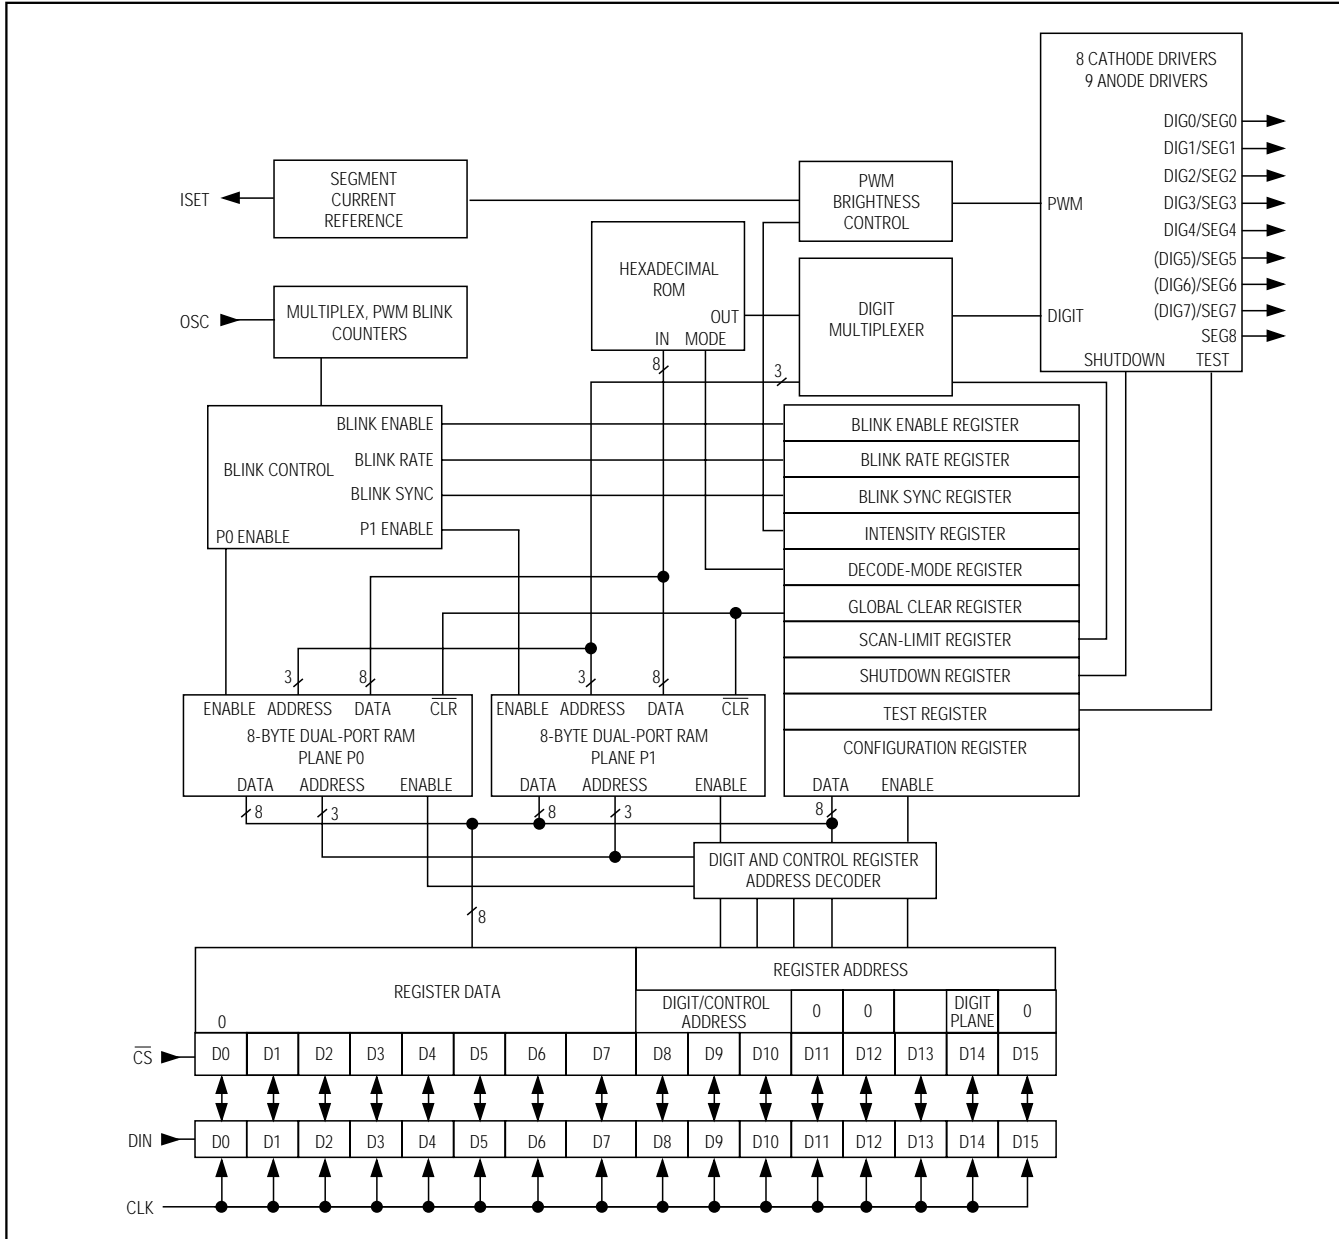 8 CATHODE DRIVERS
9 ANODE DRIVERS
DIG0/SEG0
DIG1/SEG1
DIG2/SEG2
DIG3/SEG3
DIG4/SEG4
(DIG5)/SEG5
(DIG6)/SEG6
(DIG7)/SEG7
SEG8
PWM
DIGIT
SHUTDOWN TEST
ISET
SEGMENT
CURRENT
REFERENCE
PWM
BRIGHTNESS
CONTROL
HEXADECIMAL
ROM
OUT
IN MODE
8
DIGIT
MULTIPLEXER
3
OSC
MULTIPLEX, PWM BLINK
COUNTERS
BLINK ENABLE
BLINK CONTROL
BLINK RATE
BLINK SYNC
P1 ENABLE
P0 ENABLE
BLINK ENABLE REGISTER
BLINK RATE REGISTER
BLINK SYNC REGISTER
INTENSITY REGISTER
DECODE-MODE REGISTER
GLOBAL CLEAR REGISTER
SCAN-LIMIT REGISTER
SHUTDOWN REGISTER
TEST REGISTER
CONFIGURATION REGISTER
DATA ENABLE
8
3 8 3 8
ENABLE ADDRESS DATA CLR
8-BYTE DUAL-PORT RAM
PLANE P0
DATA ADDRESS ENABLE
8 3
ENABLE ADDRESS DATA CLR
8-BYTE DUAL-PORT RAM
PLANE P1
DATA ADDRESS ENABLE
8 3
DIGIT AND CONTROL REGISTER
ADDRESS DECODER
8
REGISTER DATA
0
REGISTER ADDRESS
DIGIT/CONTROL
ADDRESS
0 0
DIGIT
PLANE
0
CS D0 D1 D2 D3 D4 D5 D6 D7 D8 D9 D10 D11 D12 D13 D14 D15
DIN D0 D1 D2 D3 D4 D5 D6 D7 D8 D9 D10 D11 D12 D13 D14 D15
CLK